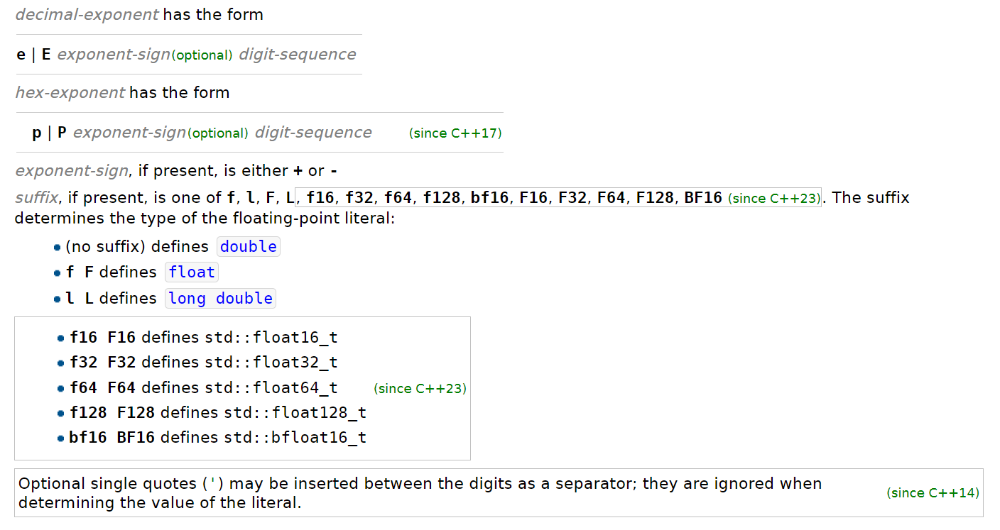 decimal-exponent has the form
e | E exponent-sign(optional) digit-sequence
hex-exponent has the form
p | P exponent-sign(optional) digit-sequence (since C++17)
exponent-sign, if present, is either + or -
suffix, if present, is one of f, l, F, L, f16, f32, f64, f128, bf16, F16, F32, F64, F128, BF16 (since C++23). The suffix
determines the type of the floating-point literal:
(no suffix) defines double
f F defines float
l L defines long double
f16 F16 defines std::float16_t
f32 F32 defines std::float32_t
f64 F64 defines std::float64_t (since C++23)
f128 F128 defines std::float128_t
bf16 BF16 defines std::bfloat16_t
Optional single quotes (') may be inserted between the digits as a separator; they are ignored when
determining the value of the literal. (since C++14)